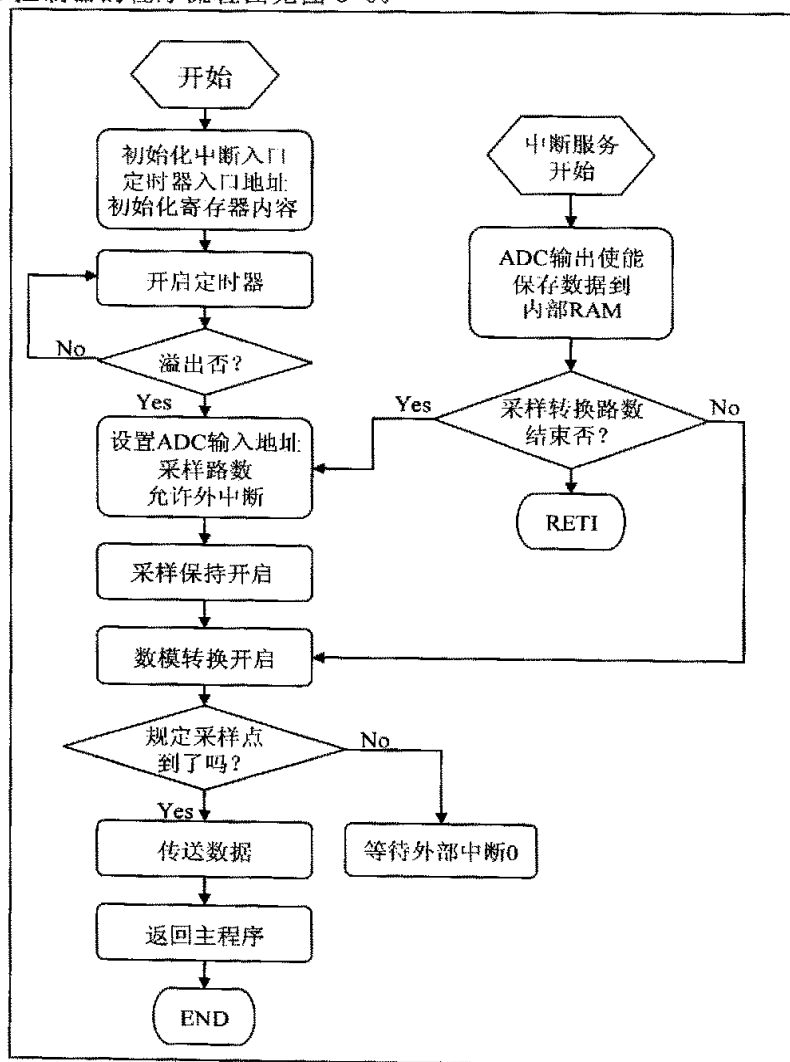 开始
初始化中断入口
定时器入口地址
初始化寄存器内容
开启定时器
No
溢出否?
Yes
设置ADC输入地址
采样路数
允许外中断
采样保持开启
数模转换开启
规定采样点
到了吗?
No
Yes
传送数据
等待外部中断0
返回主程序
END
中断服务
开始
ADC输出使能
保存数据到
内部RAM
Yes
采样转换路数
结束否?
No
RETI